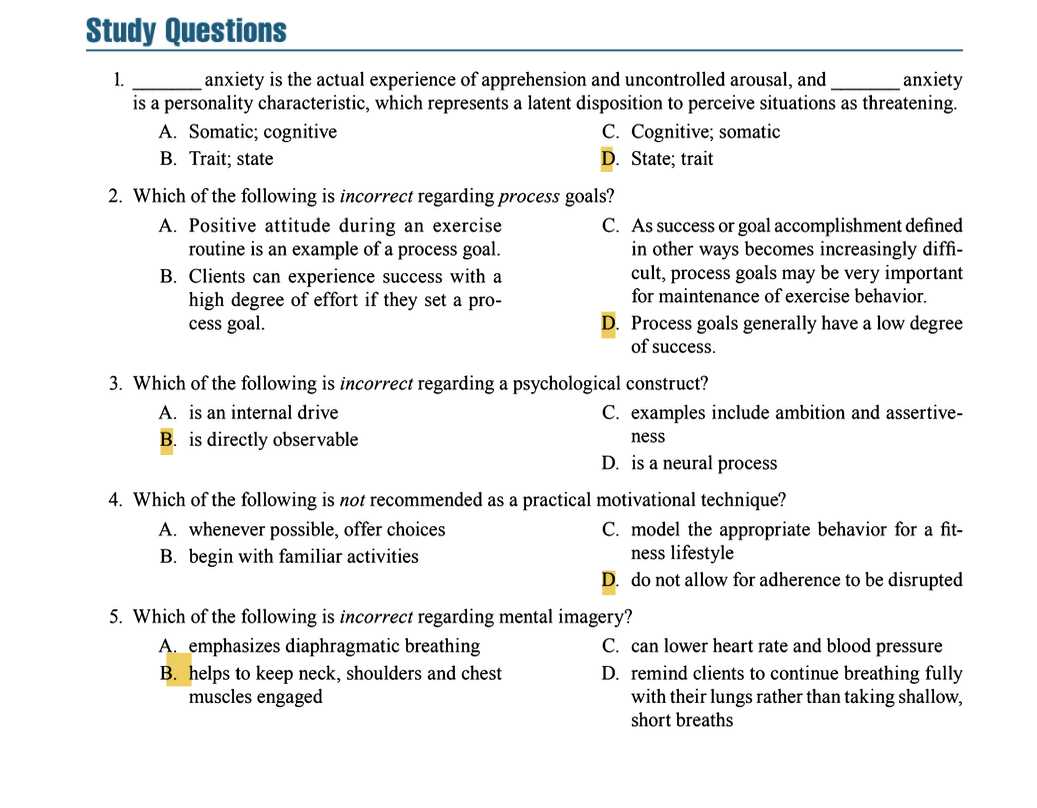 Study Questions
1. _______ anxiety is the actual experience of apprehension and uncontrolled arousal, and _______ anxiety
is a personality characteristic, which represents a latent disposition to perceive situations as threatening.
A. Somatic; cognitive
B. Trait; state
C. Cognitive; somatic
D. State; trait
2. Which of the following is incorrect regarding process goals?
A. Positive attitude during an exercise
routine is an example of a process goal.
B. Clients can experience success with a
high degree of effort if they set a pro-
cess goal.
C. As success or goal accomplishment defined
in other ways becomes increasingly diffi-
cult, process goals may be very important
for maintenance of exercise behavior.
D. Process goals generally have a low degree
of success.
3. Which of the following is incorrect regarding a psychological construct?
A. is an internal drive
B. is directly observable
C. examples include ambition and assertive-
ness
D. is a neural process
4. Which of the following is not recommended as a practical motivational technique?
A. whenever possible, offer choices
B. begin with familiar activities
C. model the appropriate behavior for a fit-
ness lifestyle
D. do not allow for adherence to be disrupted
5. Which of the following is incorrect regarding mental imagery?
A. emphasizes diaphragmatic breathing
B. helps to keep neck, shoulders and chest
muscles engaged
C. can lower heart rate and blood pressure
D. remind clients to continue breathing fully
with their lungs rather than taking shallow,
short breaths